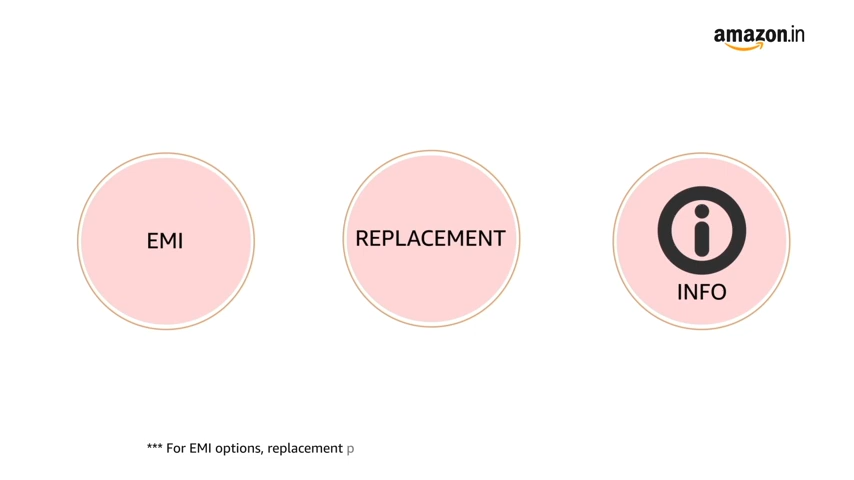 amazon.in
EMI
REPLACEMENT
INFO
*** For EMI options, replacement p